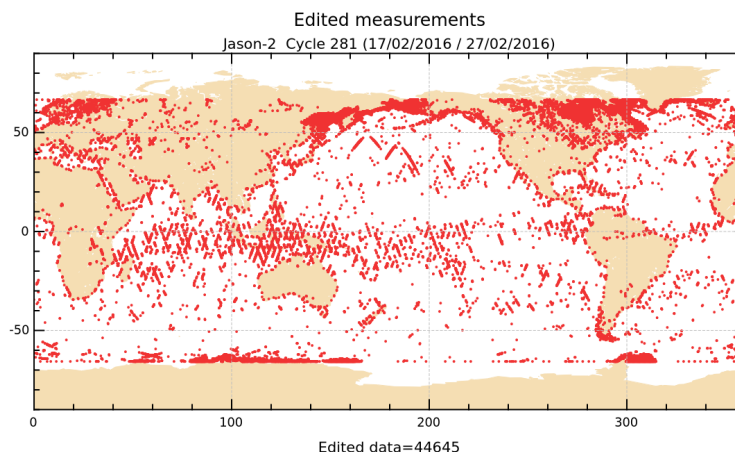 Edited measurements
Jason-2  Cycle 281 (17/02/2016 / 27/02/2016)
50
0
-50
0 100 200 300
Edited data=44645